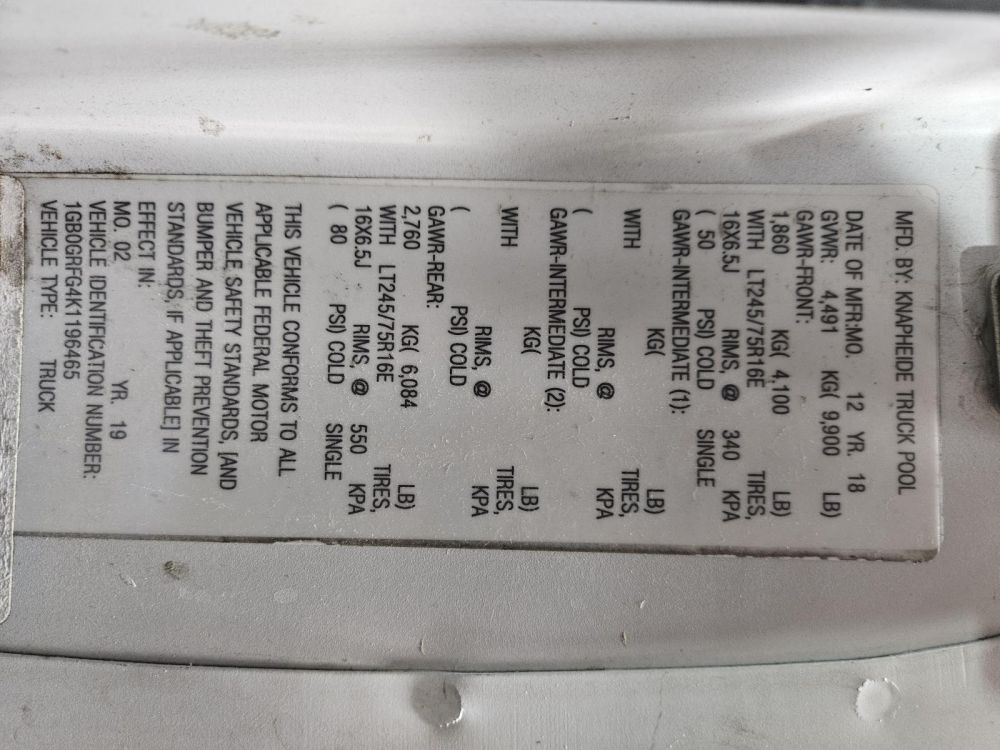 MFD. BY: KNAPHEIDE TRUCK POOL
DATE OF MFR:MO. 12 YR. 18
GVWR: 4,491 KG( 9,900 LB)
GAWR-FRONT:
1,860 KG( 4,100 LB)
WITH LT245/75R16E TIRES,
16X6.5J RIMS, @ 340 KPA
( 50 PSI) COLD SINGLE
GAWR-INTERMEDIATE (1):
KG( LB)
WITH TIRES,
RIMS, @ KPA
( PSI) COLD
GAWR-INTERMEDIATE (2):
KG( LB)
WITH TIRES,
RIMS, @ KPA
( PSI) COLD
GAWR-REAR:
2,760 KG( 6,084 LB)
WITH LT245/75R16E TIRES,
16X6.5J RIMS, @ 550 KPA
( 80 PSI) COLD SINGLE
THIS VEHICLE CONFORMS TO ALL
APPLICABLE FEDERAL MOTOR
VEHICLE SAFETY STANDARDS, [AND
BUMPER AND THEFT PREVENTION
STANDARDS, IF APPLICABLE] IN
EFFECT IN:
MO. 02 YR. 19
VEHICLE IDENTIFICATION NUMBER:
1GB0GRFG4K1196465
VEHICLE TYPE: TRUCK